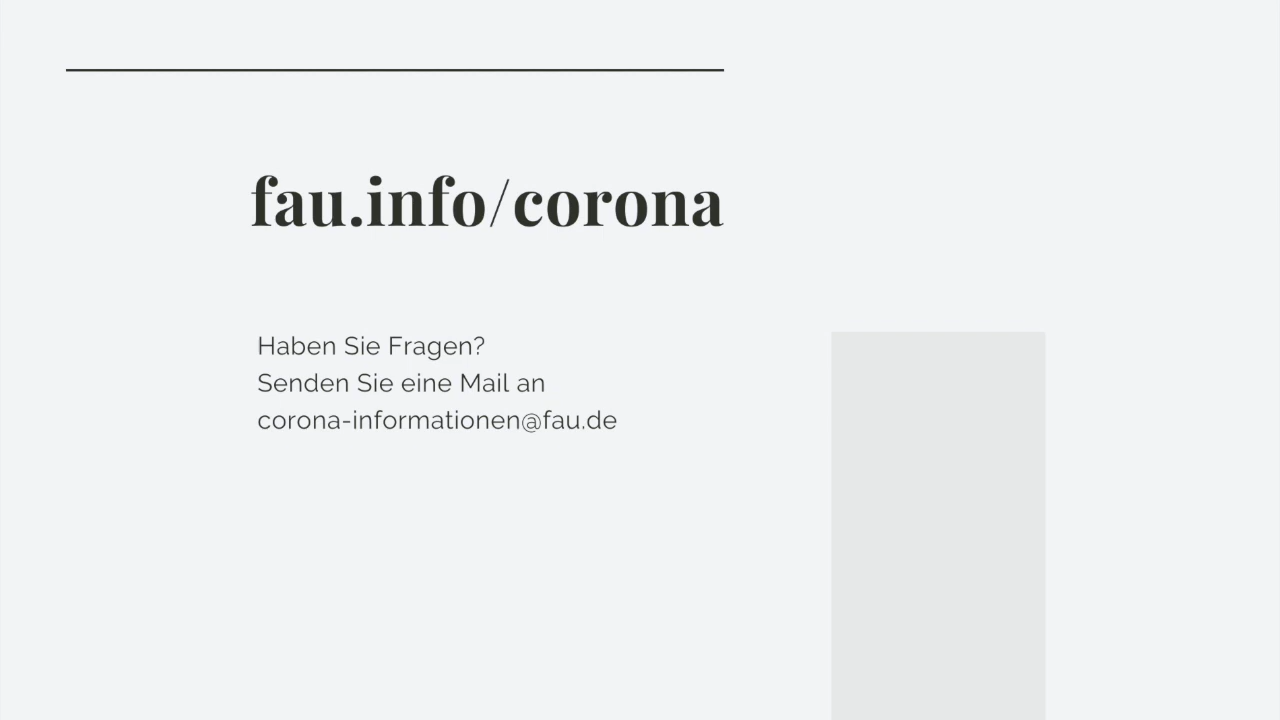 fau.info/corona
Haben Sie Fragen?
Senden Sie eine Mail an
corona-informationen@fau.de